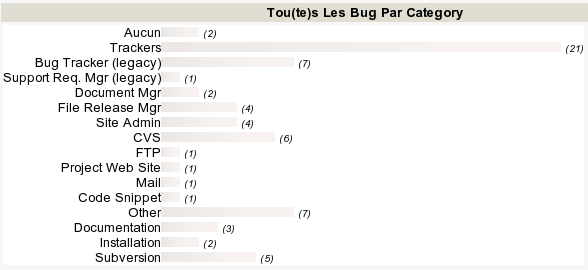 Tou(te)s Les Bug Par Category
Aucun (2)
Trackers (21)
Bug Tracker (legacy) (7)
Support Req. Mgr (legacy) (1)
Document Mgr (2)
File Release Mgr (4)
Site Admin (4)
CVS (6)
FTP (1)
Project Web Site (1)
Mail (1)
Code Snippet (1)
Other (7)
Documentation (3)
Installation (2)
Subversion (5)